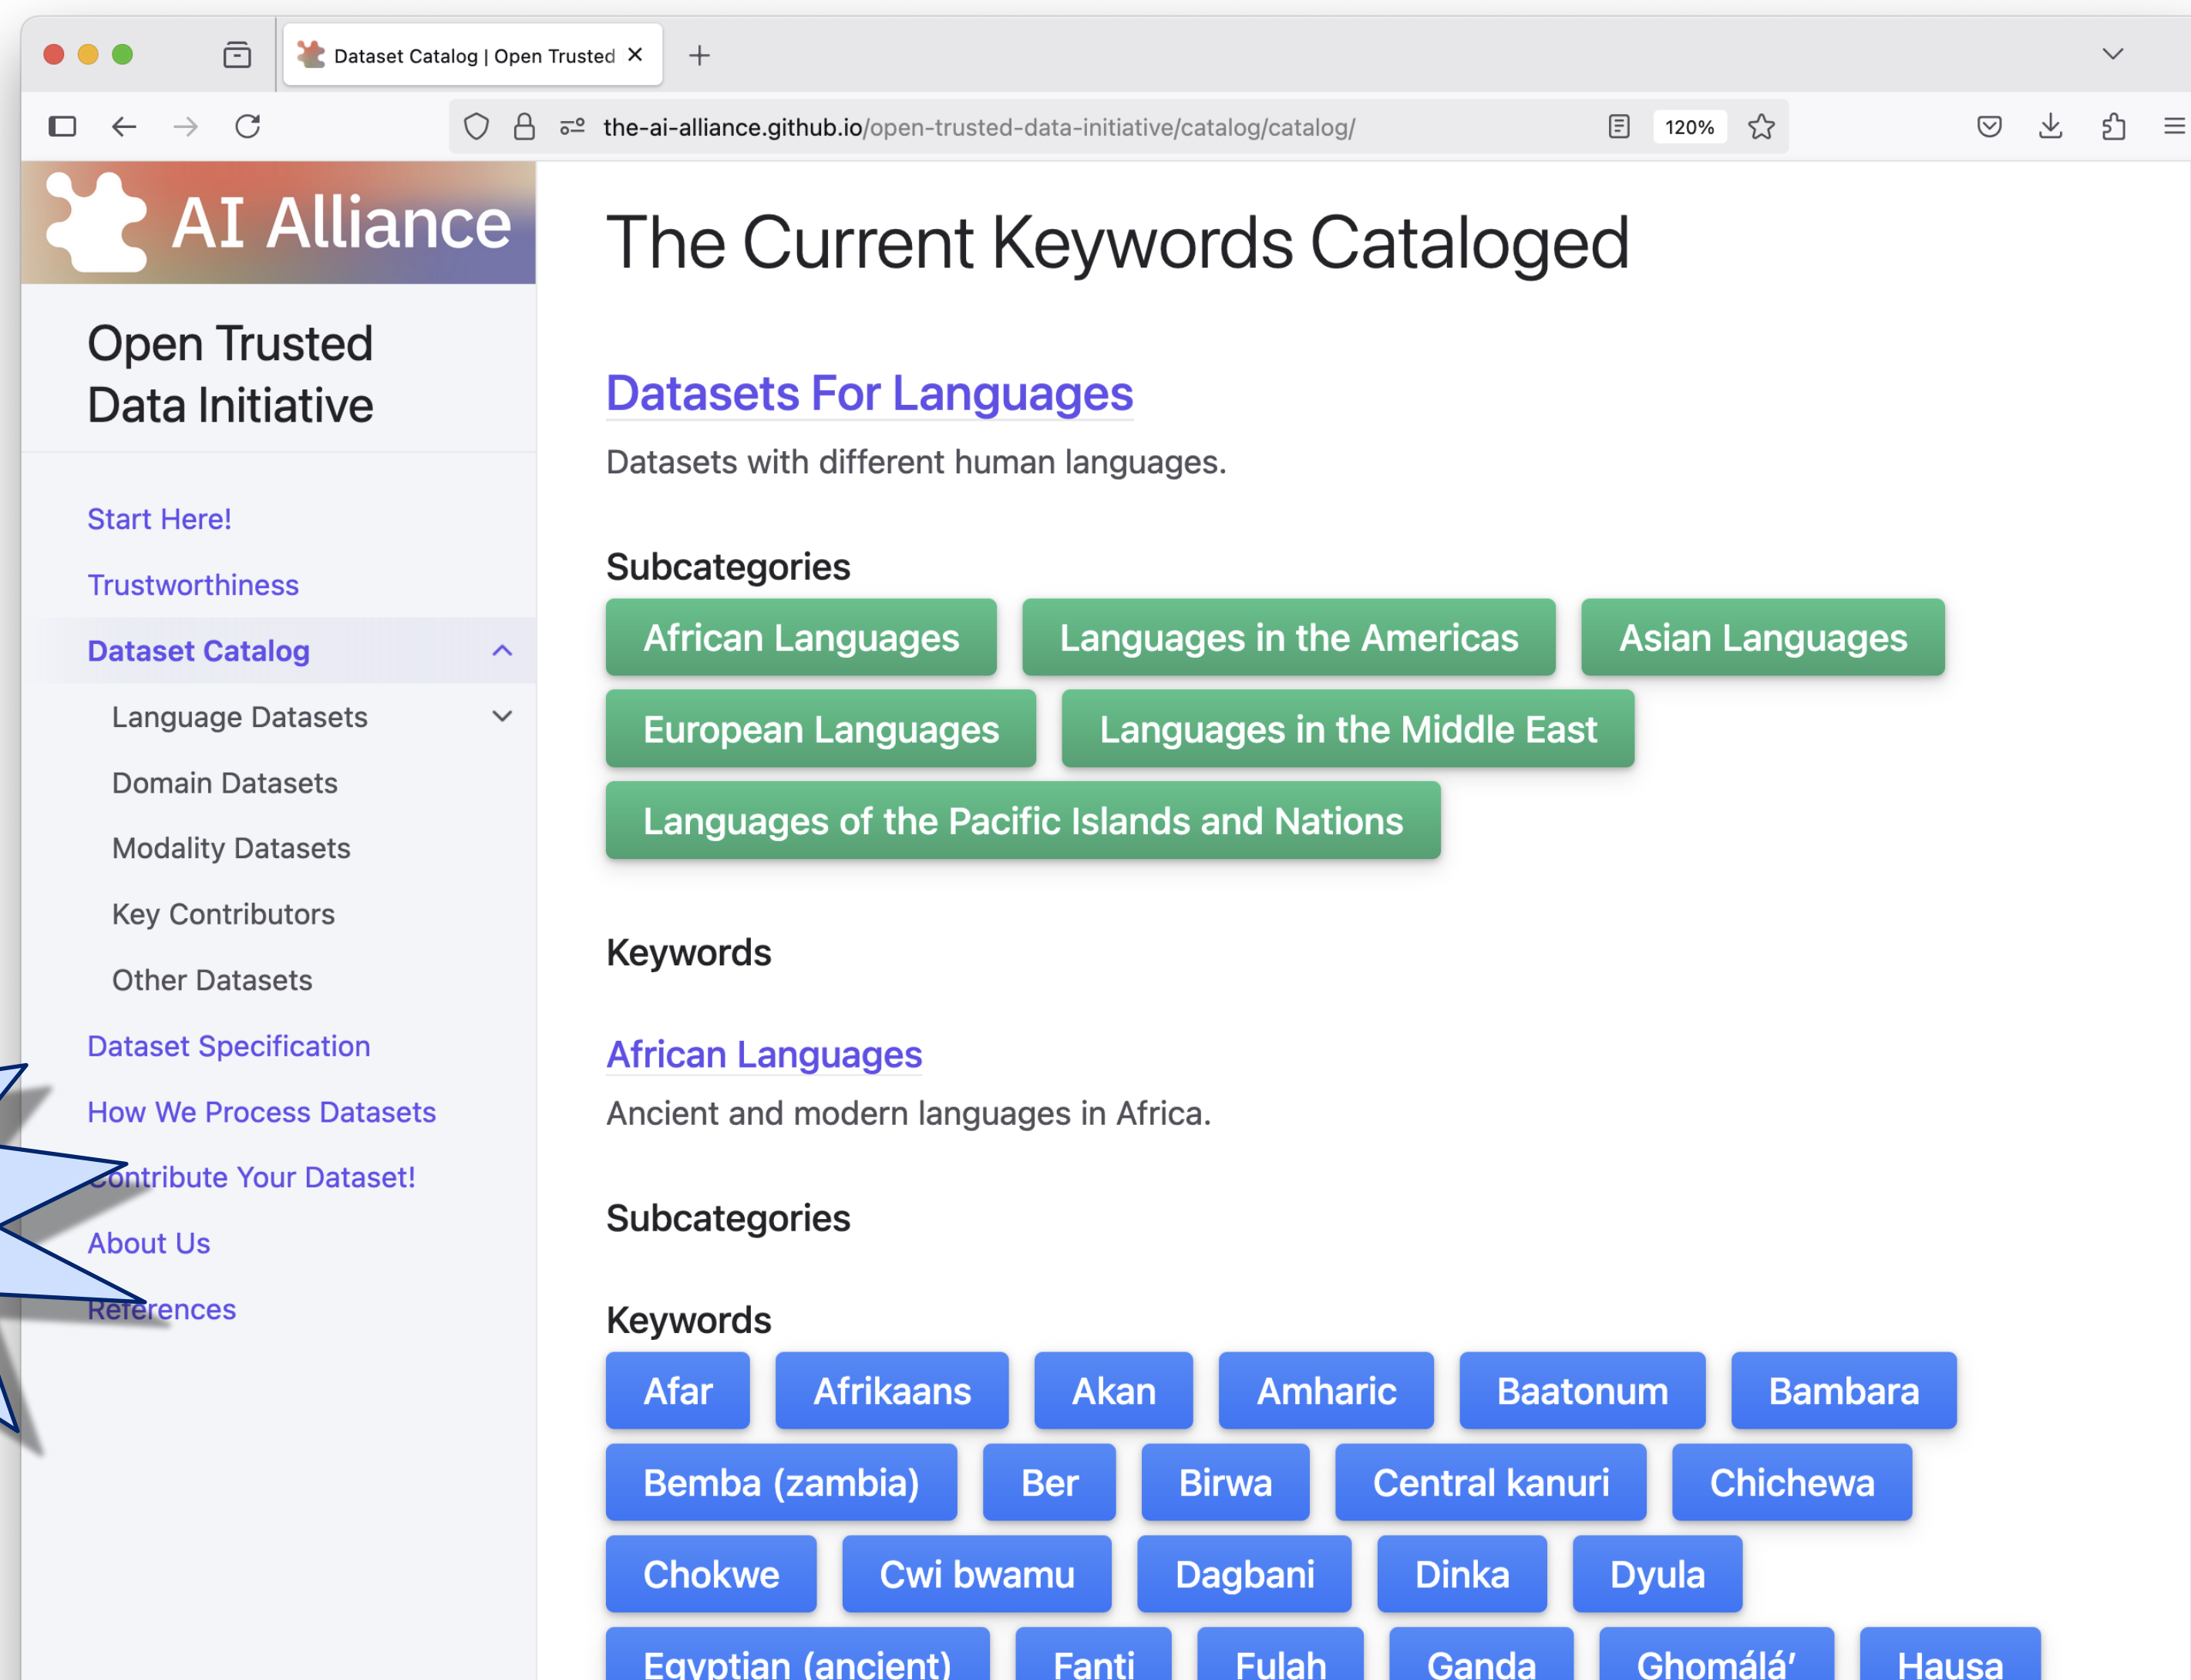 Dataset Catalog | Open Trusted
the-ai-alliance.github.io/open-trusted-data-initiative/catalog/catalog/
120%
AI Alliance
Open Trusted
Data Initiative
Start Here!
Trustworthiness
Dataset Catalog
Language Datasets
Domain Datasets
Modality Datasets
Key Contributors
Other Datasets
Dataset Specification
How We Process Datasets
Contribute Your Dataset!
About Us
References
The Current Keywords Cataloged
Datasets For Languages
Datasets with different human languages.
Subcategories
African Languages Languages in the Americas Asian Languages
European Languages Languages in the Middle East
Languages of the Pacific Islands and Nations
Keywords
African Languages
Ancient and modern languages in Africa.
Subcategories
Keywords
Afar Afrikaans Akan Amharic Baatonum Bambara
Bemba (zambia) Ber Birwa Central kanuri Chichewa
Chokwe Cwi bwamu Dagbani Dinka Dyula
Egyptian (ancient) Fanti Fulah Ganda Ghomálá’ Hausa